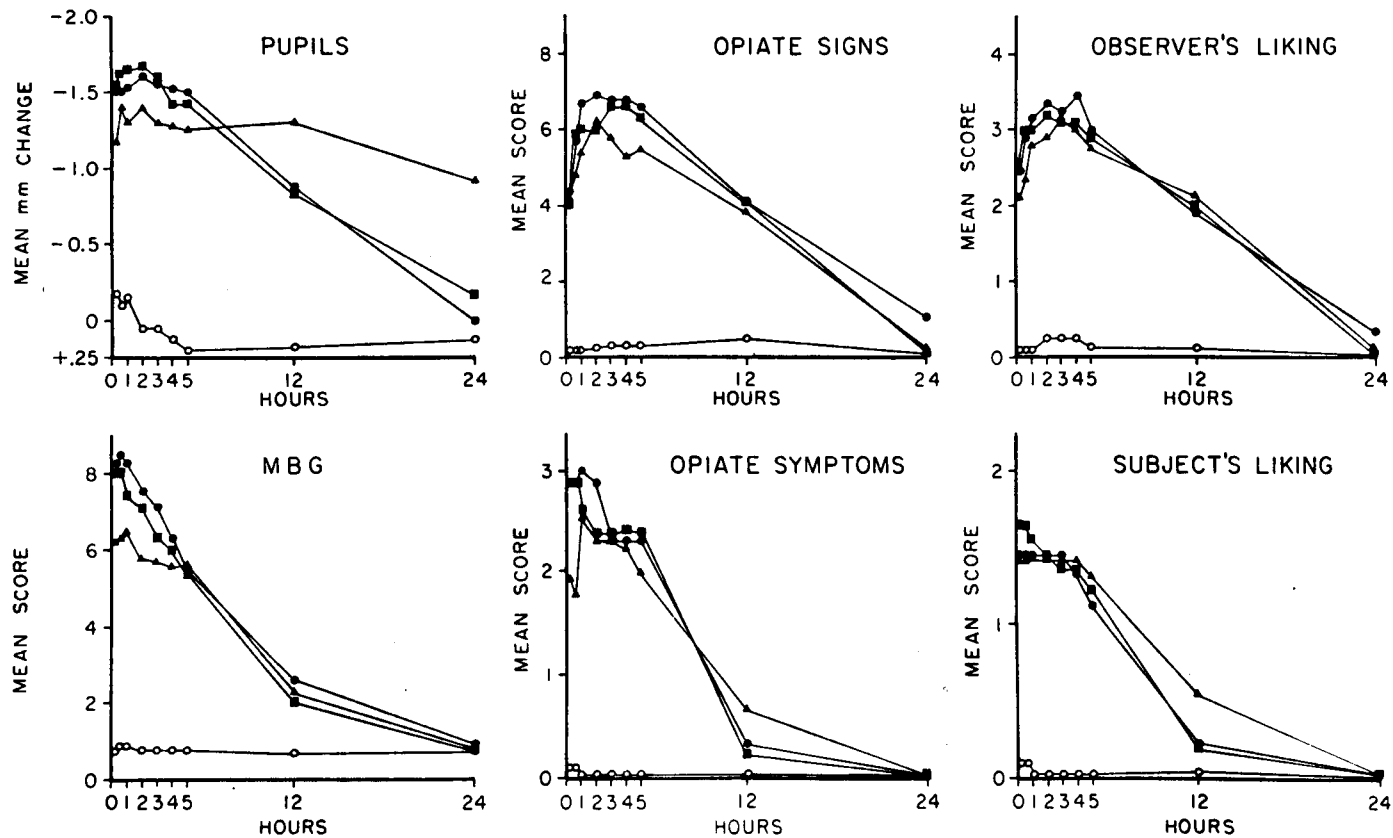 PUPILS
MEAN mm CHANGE
-2.0
-1.5
-1.0
-0.5
0
+.25
0 1 2 3 4 5 12 24
HOURS
OPIATE SIGNS
MEAN SCORE
8
6
4
2
0
0 1 2 3 4 5 12 24
HOURS
OBSERVER'S LIKING
MEAN SCORE
4
3
2
1
0
0 1 2 3 4 5 12 24
HOURS
MBG
MEAN SCORE
8
6
4
2
0
0 1 2 3 4 5 12 24
HOURS
OPIATE SYMPTOMS
MEAN SCORE
3
2
1
0
0 1 2 3 4 5 12 24
HOURS
SUBJECT'S LIKING
MEAN SCORE
2
1
0
0 1 2 3 4 5 12 24
HOURS